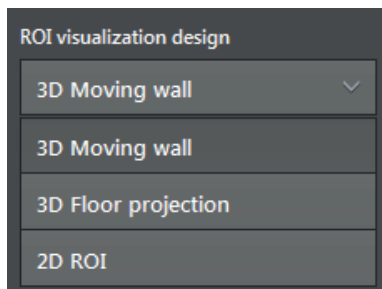 ROI visualization design
3D Moving wall
3D Moving wall
3D Floor projection
2D ROI